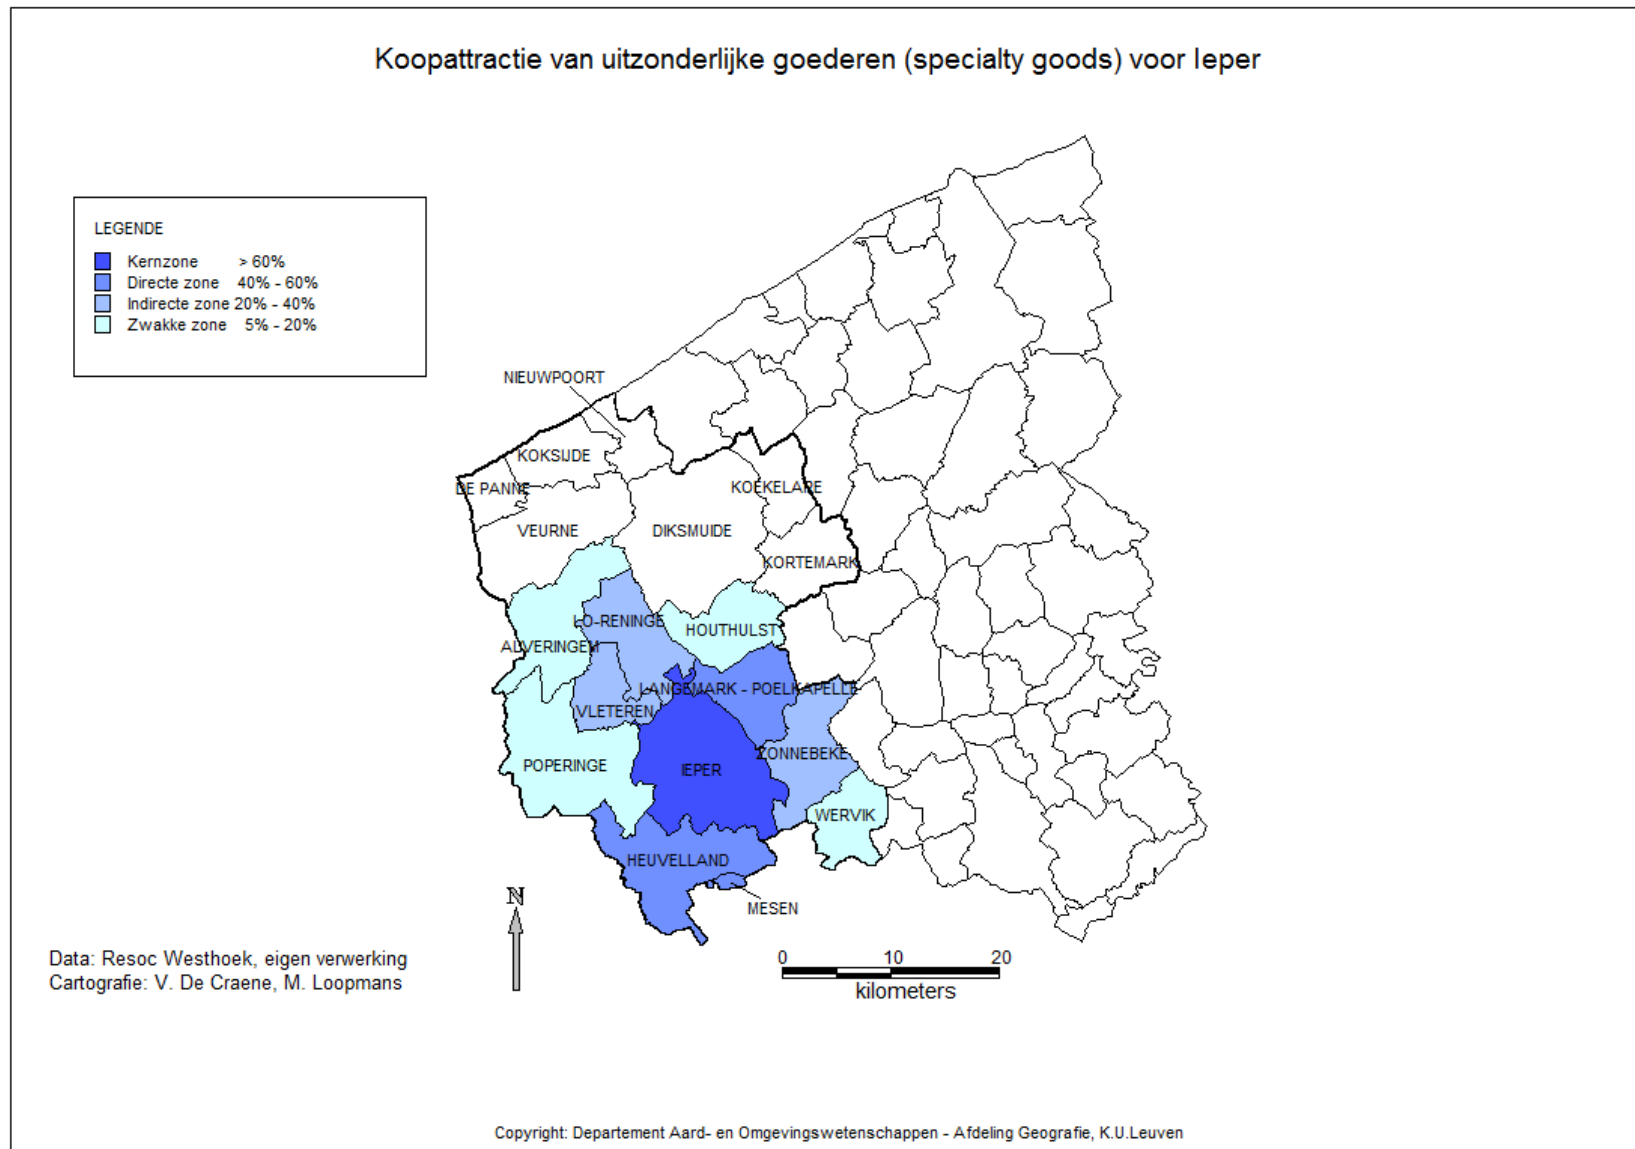 Koopattractie van uitzonderlijke goederen (specialty goods) voor Ieper
LEGENDE
Kernzone > 60%
Directe zone 40% - 60%
Indirecte zone 20% - 40%
Zwakke zone 5% - 20%
NIEUWPOORT
KOKSIJDE
DE PANNE
KOEKELARE
VEURNE
DIKSMUIDE
KORTEMARK
LO-RENINGE
HOUTHULST
ALVERINGEM
LANGEMARK - POELKAPELLE
VLETEREN
ZONNEBEKE
POPERINGE
IEPER
WERVIK
HEUVELLAND
MESEN
N
Data: Resoc Westhoek, eigen verwerking
Cartografie: V. De Craene, M. Loopmans
0 10 20
kilometers
Copyright: Departement Aard- en Omgevingswetenschappen - Afdeling Geografie, K.U.Leuven